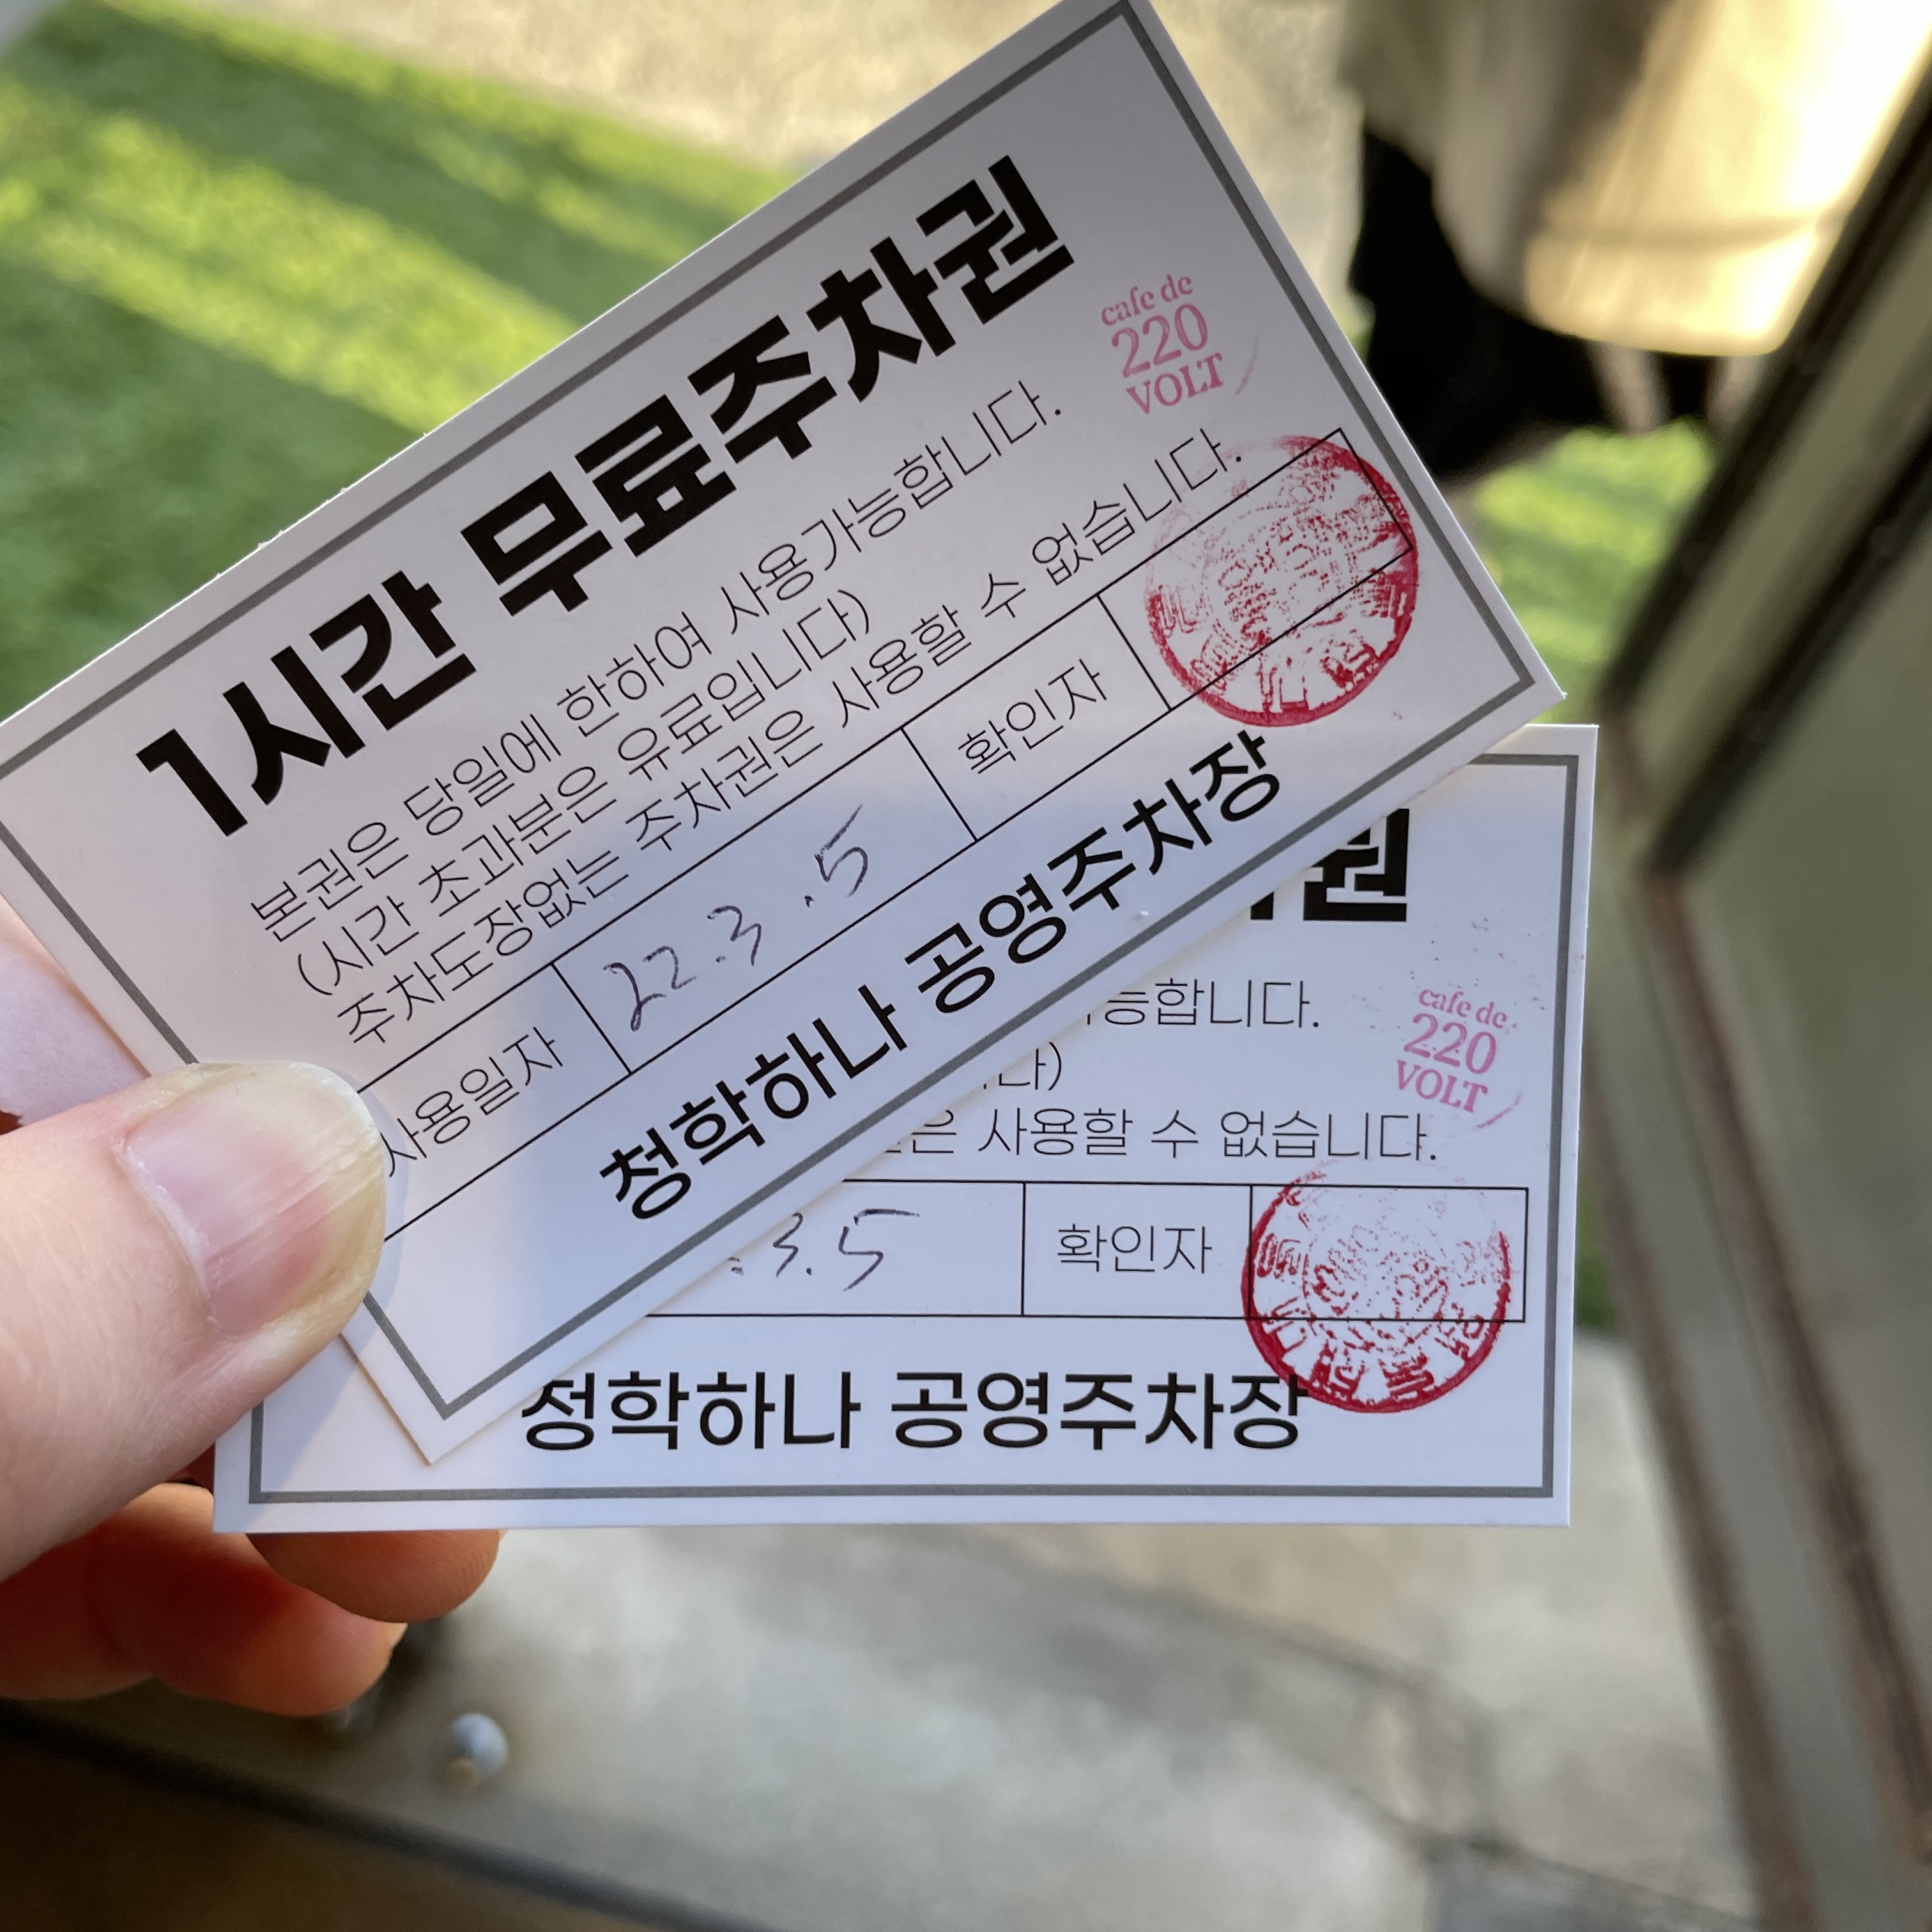 1시간 무료주차권
cafe de
220
VOLT
본권은 당일에 한하여 사용가능합니다.
(시간 초과분은 유료입니다)
주차도장없는 주차권은 사용할 수 없습니다.
사용일자 22.3.5 확인자
청학하나 공영주차장
권
능합니다.
cafe de
220
VOLT
다)
은 사용할 수 없습니다.
.3.5 확인자
청학하나 공영주차장